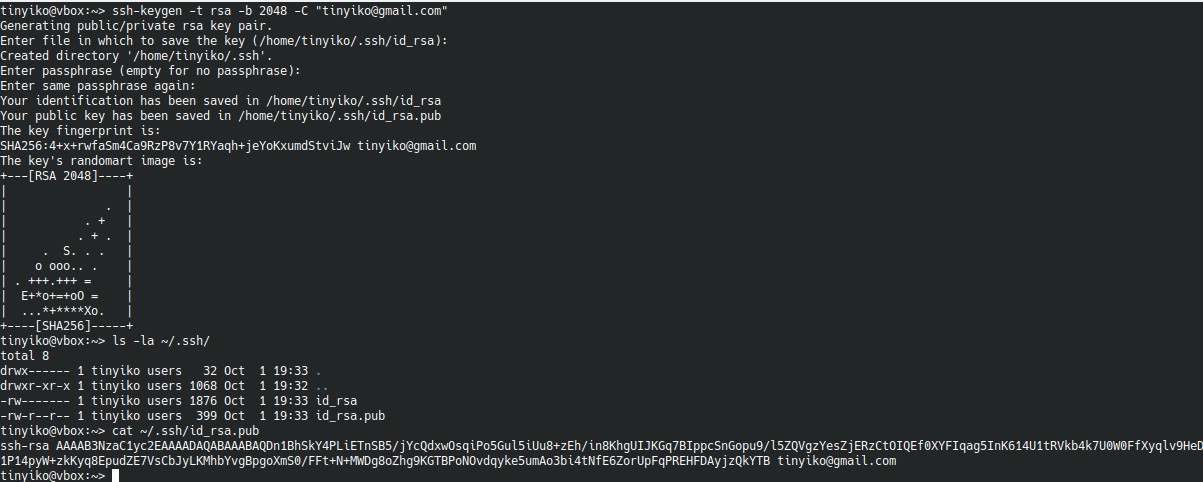 tinyiko@vbox:~> ssh-keygen -t rsa -b 2048 -C "tinyiko@gmail.com"
Generating public/private rsa key pair.
Enter file in which to save the key (/home/tinyiko/.ssh/id_rsa):
Created directory '/home/tinyiko/.ssh'.
Enter passphrase (empty for no passphrase):
Enter same passphrase again:
Your identification has been saved in /home/tinyiko/.ssh/id_rsa
Your public key has been saved in /home/tinyiko/.ssh/id_rsa.pub
The key fingerprint is:
SHA256:4+x+rwfaSm4Ca9RzP8v7Y1RYaqh+jeYoKxumdStviJw tinyiko@gmail.com
The key's randomart image is:
+---[RSA 2048]----+
|                 |
|              .  |
|           . +   |
|          . + .  |
|     .  S. . .   |
|    o ooo.. .    |
| . +++.+++ =     |
|  E+*o+=+oO =    |
|  ...*+****Xo.   |
+----[SHA256]-----+
tinyiko@vbox:~> ls -la ~/.ssh/
total 8
drwx------ 1 tinyiko users   32 Oct  1 19:33 .
drwxr-xr-x 1 tinyiko users 1068 Oct  1 19:32 ..
-rw------- 1 tinyiko users 1876 Oct  1 19:33 id_rsa
-rw-r--r-- 1 tinyiko users  399 Oct  1 19:33 id_rsa.pub
tinyiko@vbox:~> cat ~/.ssh/id_rsa.pub
ssh-rsa AAAAB3NzaC1yc2EAAAADAQABAAABAQDn1BhSkY4PLiETnSB5/jYcQdxwOsqiPo5Gul5iUu8+zEh/in8KhgUIJKGq7BIppcSnGopu9/l5ZQVgzYesZjERzCtOIQEf0XYFIqag5InK614U1tRVkb4k7U0W0FfXyqlv9HeD
1P14pyW+zkKyq8EpudZE7VsCbJyLKMhbYvgBpgoXmS0/FFt+N+MWDg8oZhg9KGTBPoNOvdqyke5umAo3bi4tNfE6ZorUpFqPREHFDAyjzQkYTB tinyiko@gmail.com
tinyiko@vbox:~>